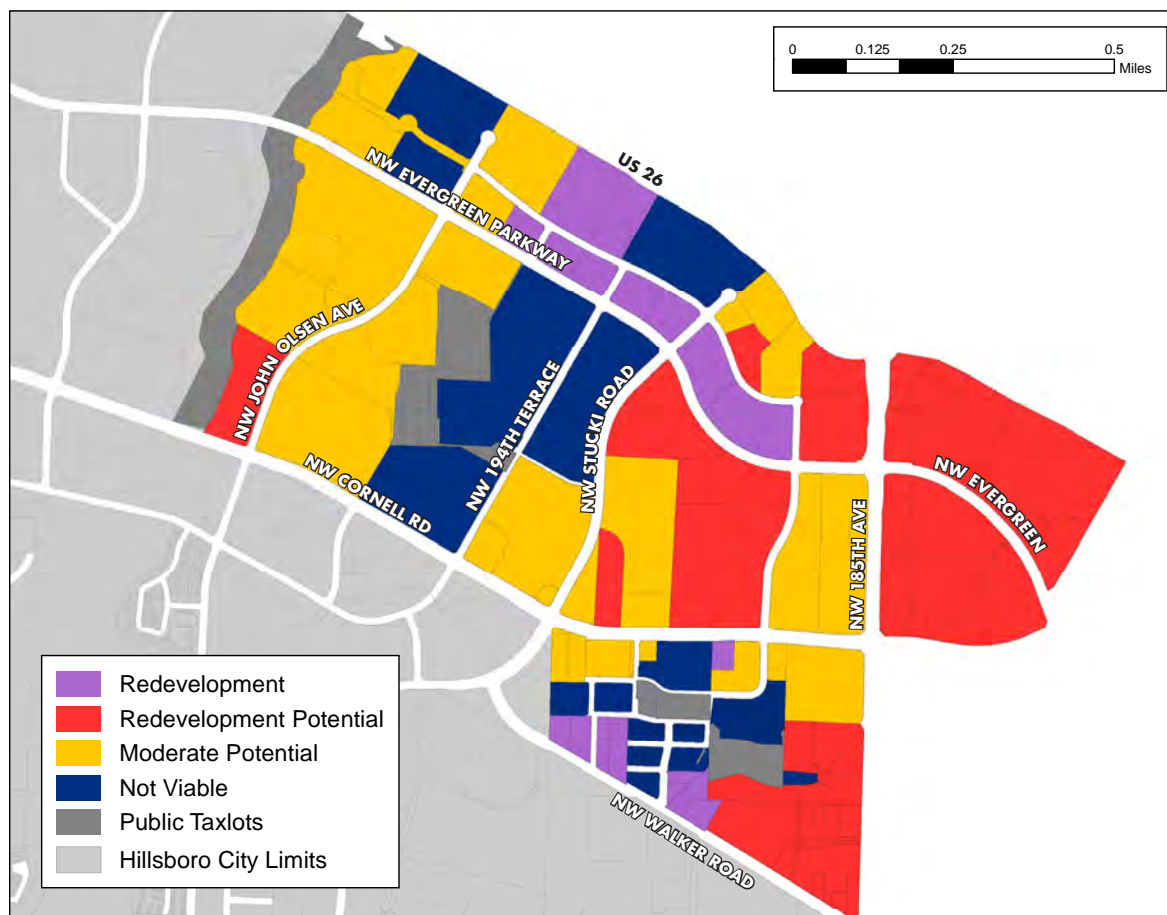 0 0.125 0.25 0.5
Miles
US 26
NW EVERGREEN PARKWAY
NW JOHN OLSEN AVE
NW 194TH TERRACE
NW STUCKI ROAD
NW CORNELL RD
NW 185TH AVE
NW EVERGREEN
NW WALKER ROAD
Redevelopment
Redevelopment Potential
Moderate Potential
Not Viable
Public Taxlots
Hillsboro City Limits